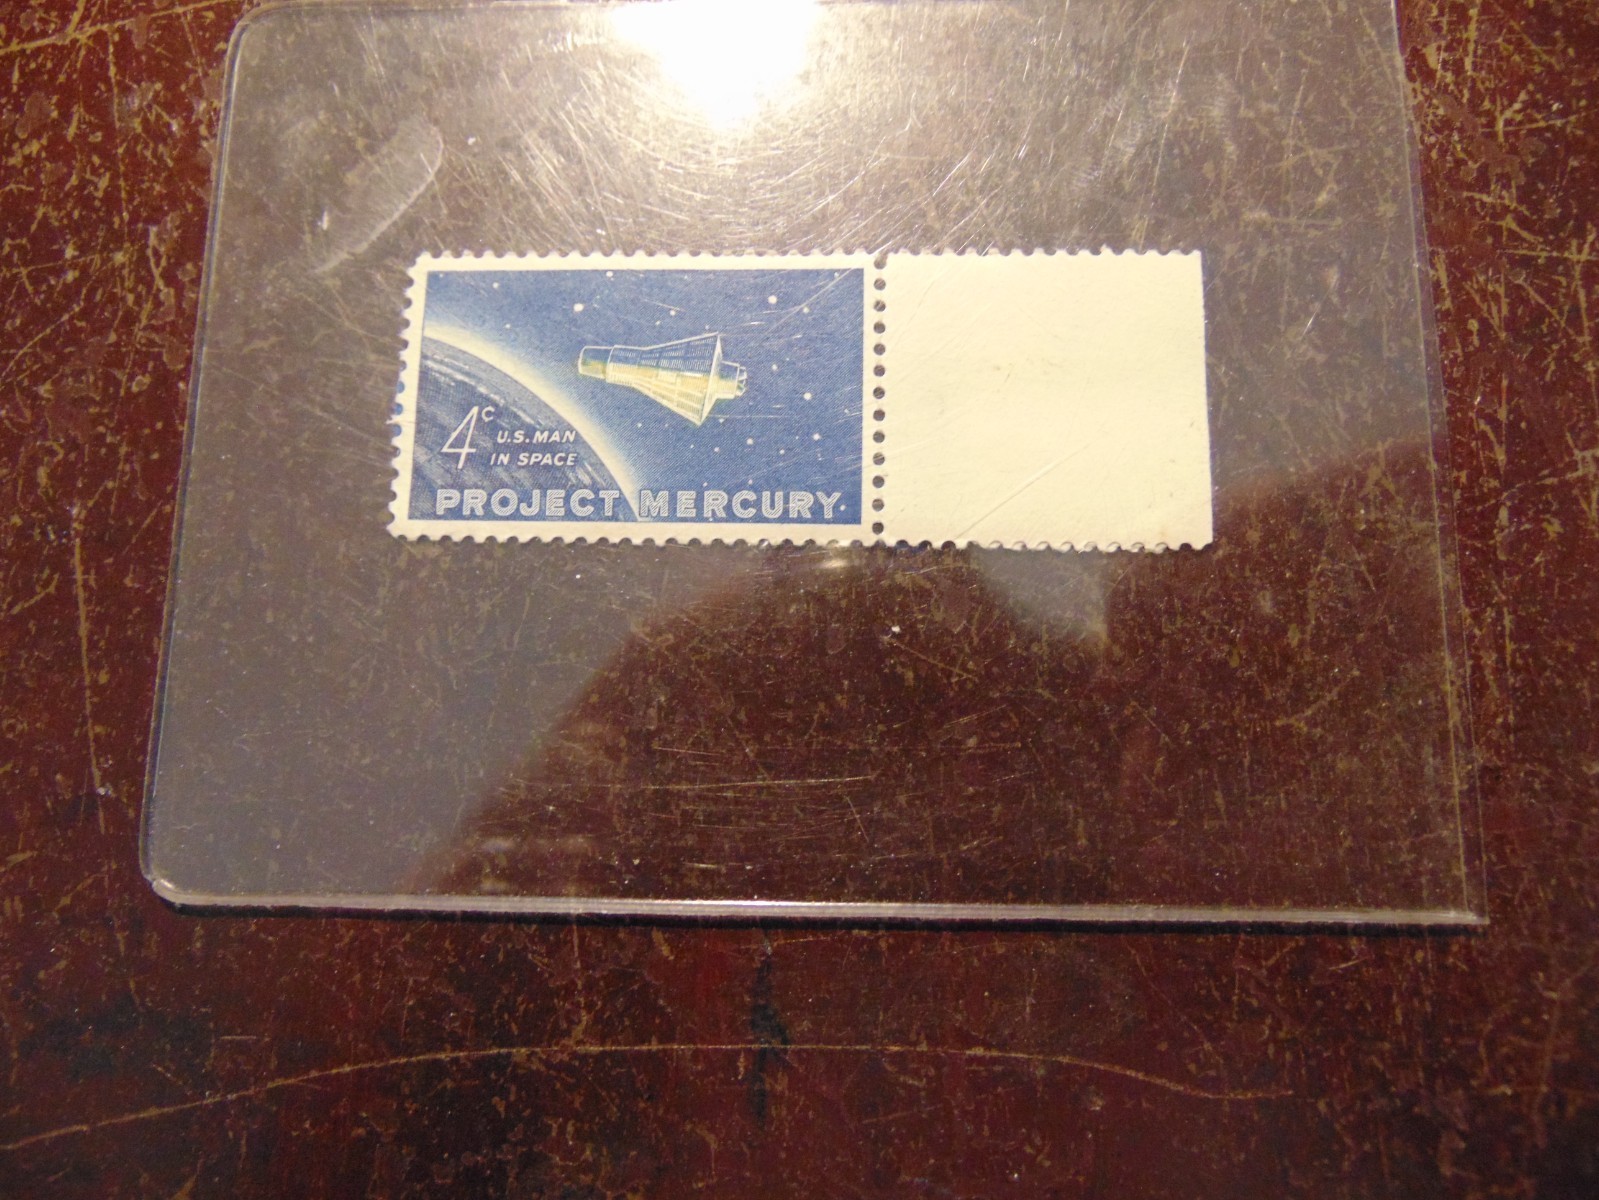 4c U.S. MAN
IN SPACE
PROJECT MERCURY